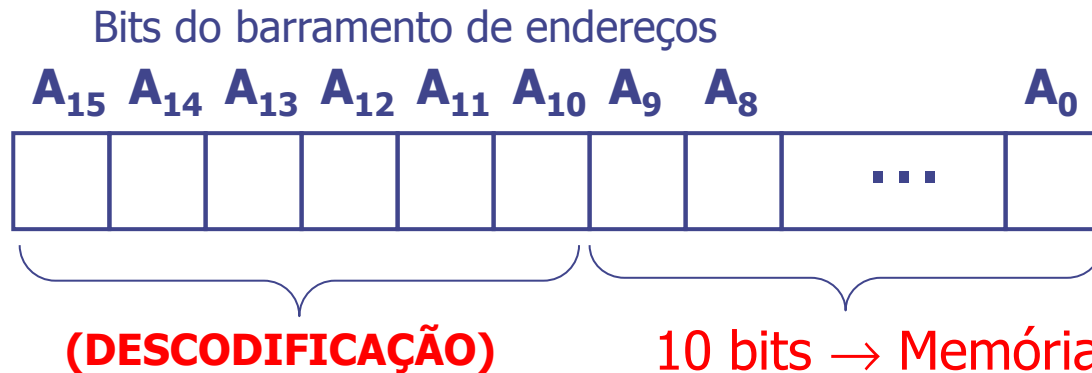 Bits do barramento de endereços
A15 A14 A13 A12 A11 A10 A9 A8 A0
...
(DESCODIFICAÇÃO) 10 bits → Memória